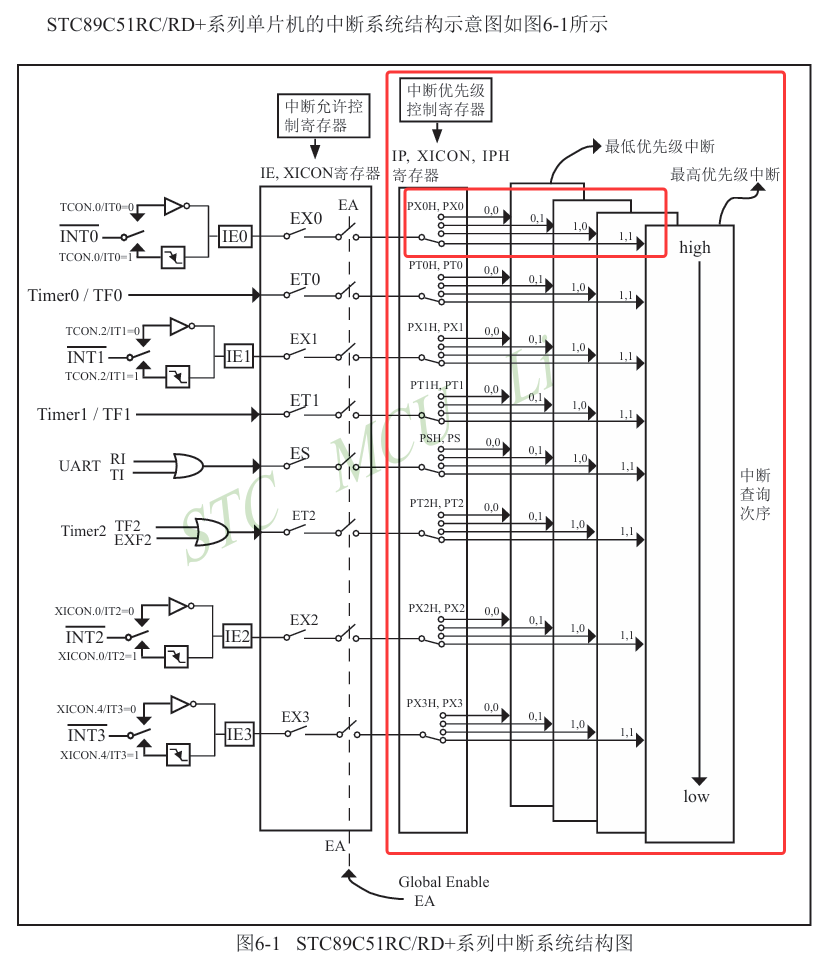 STC89C51RC/RD+系列单片机的中断系统结构示意图如图6-1所示
中断允许控
制寄存器
IE, XICON寄存器
中断优先级
控制寄存器
IP, XICON, IPH
寄存器
最低优先级中断
最高优先级中断
EA
TCON.0/IT0=0
INT0
TCON.0/IT0=1
IE0
EX0
PX0H, PX0
0,0
0,1
1,0
1,1
high
Timer0 / TF0
ET0
PT0H, PT0
0,0
0,1
1,0
1,1
TCON.2/IT1=0
INT1
TCON.2/IT1=1
IE1
EX1
PX1H, PX1
0,0
0,1
1,0
1,1
Timer1 / TF1
ET1
PT1H, PT1
0,0
0,1
1,0
1,1
UART
RI
TI
ES
PSH, PS
0,0
0,1
1,0
1,1
Timer2
TF2
EXF2
ET2
PT2H, PT2
0,0
0,1
1,0
1,1
中断
查询
次序
XICON.0/IT2=0
INT2
XICON.0/IT2=1
IE2
EX2
PX2H, PX2
0,0
0,1
1,0
1,1
XICON.4/IT3=0
INT3
XICON.4/IT3=1
IE3
EX3
PX3H, PX3
0,0
0,1
1,0
1,1
low
EA
Global Enable
EA
STC MCU Li
图6-1 STC89C51RC/RD+系列中断系统结构图